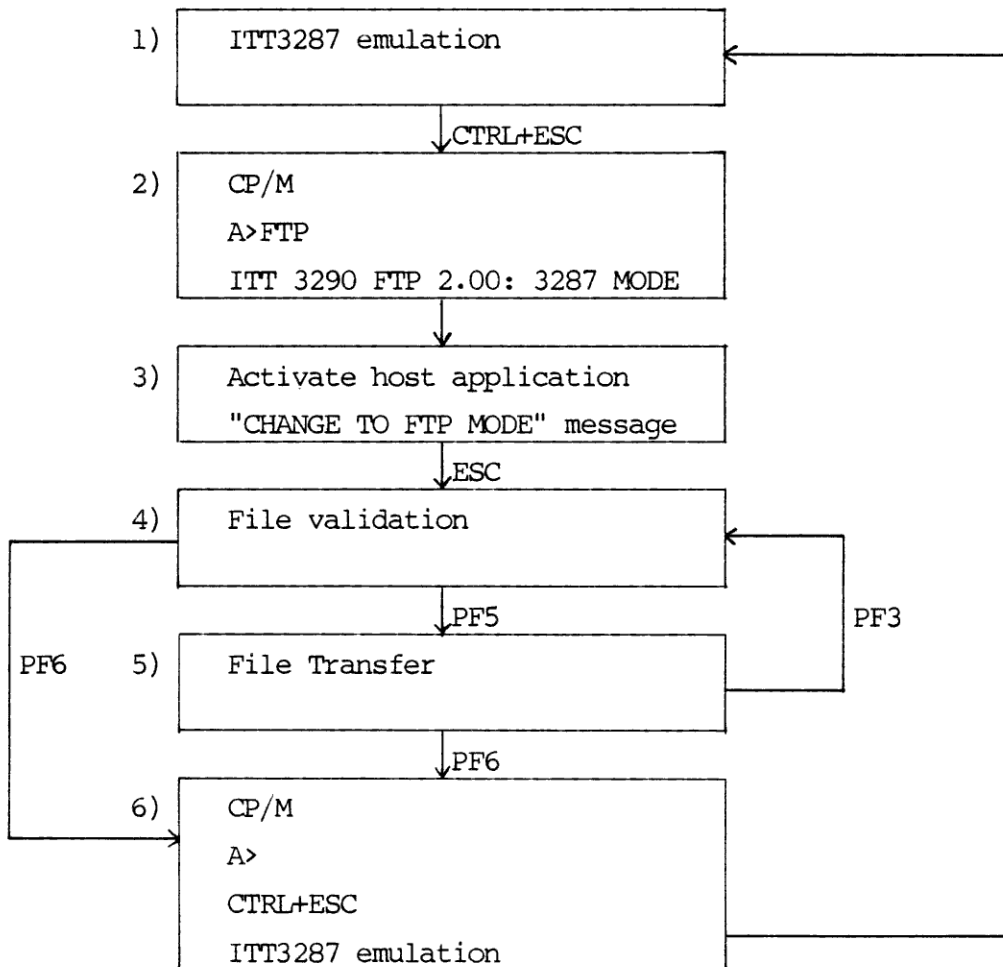 1) ITT3287 emulation
CTRL+ESC
2) CP/M
A>FTP
ITT 3290 FTP 2.00: 3287 MODE
3) Activate host application
"CHANGE TO FTP MODE" message
ESC
4) File validation
PF5
PF3
PF6
5) File Transfer
PF6
6) CP/M
A>
CTRL+ESC
ITT3287 emulation